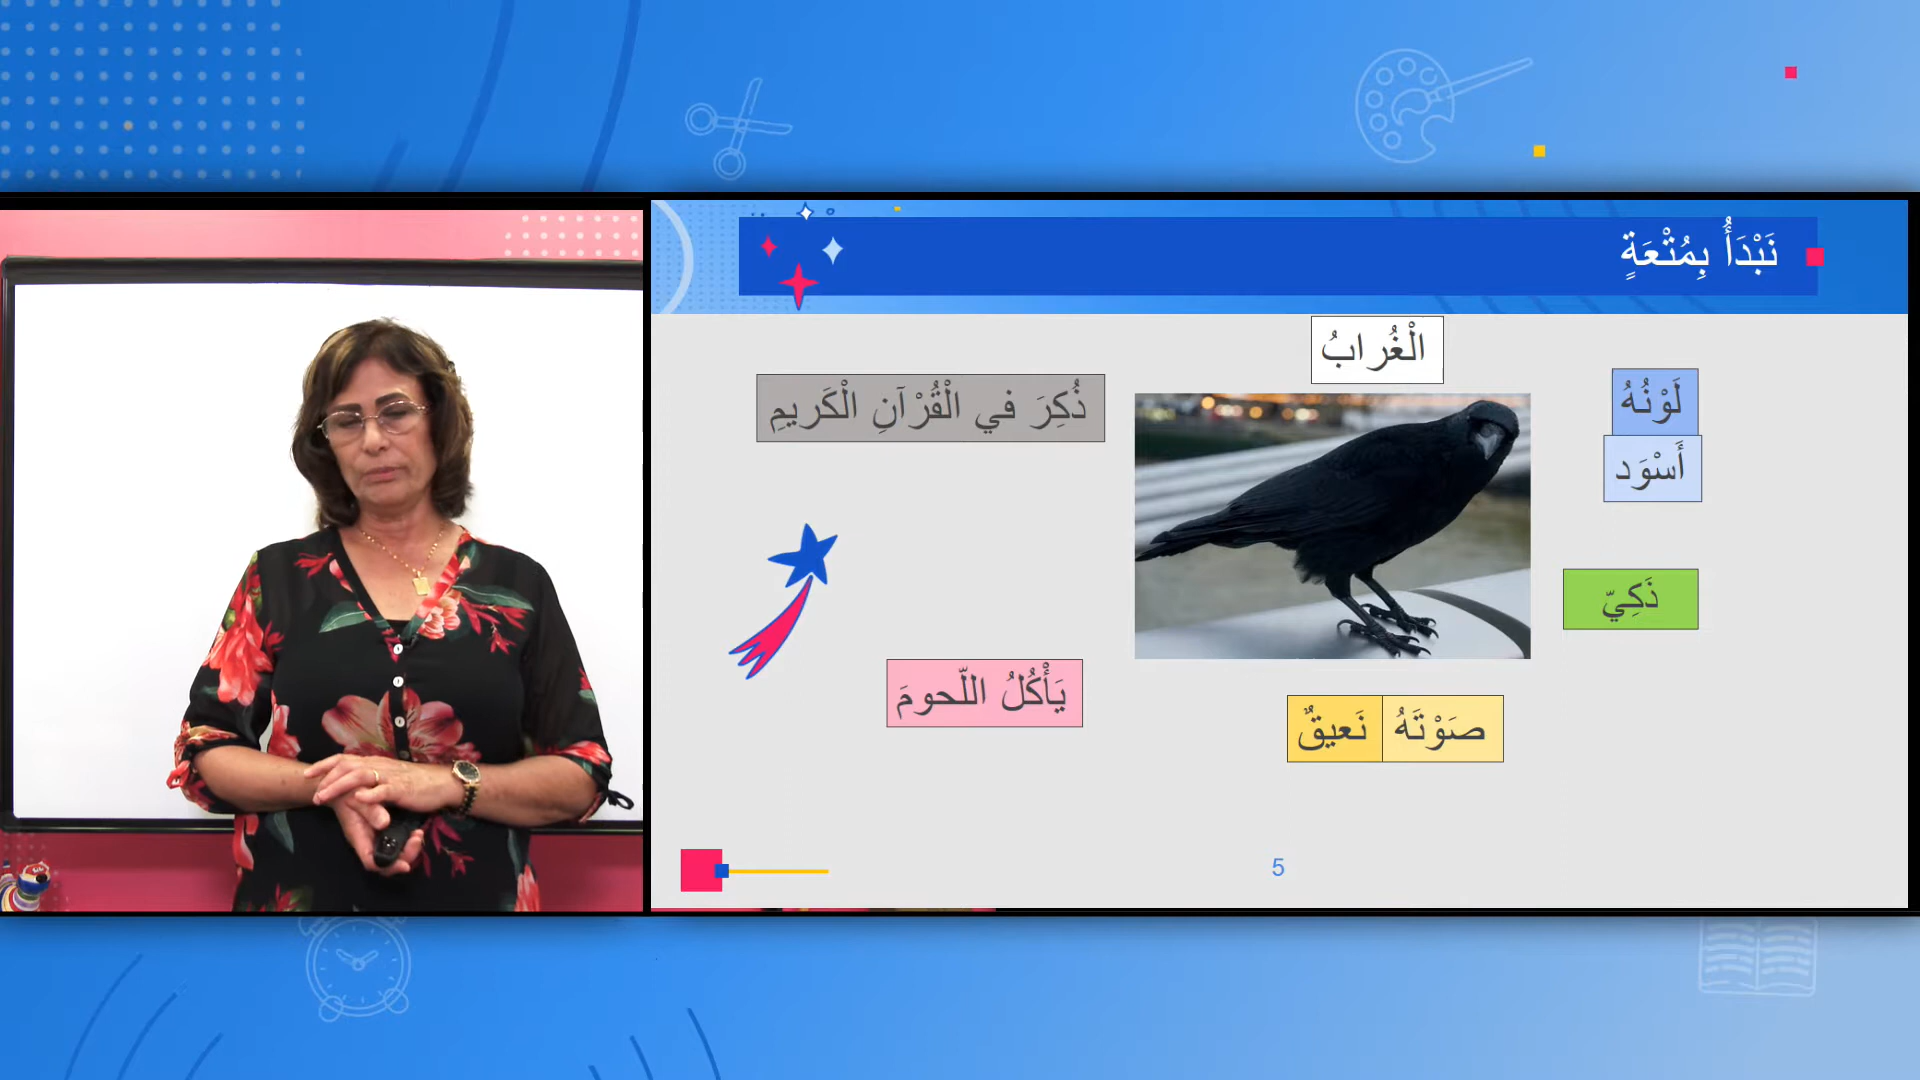 نَبْدَأُ بِمُتْعَةٍ
الْغُرابُ
لَوْنُهُ
أَسْوَد
ذُكِرَ في الْقُرْآنِ الْكَريمِ
ذَكِيّ
يَأْكُلُ اللّحومَ
صَوْتَهُ نَعيقٌ
5